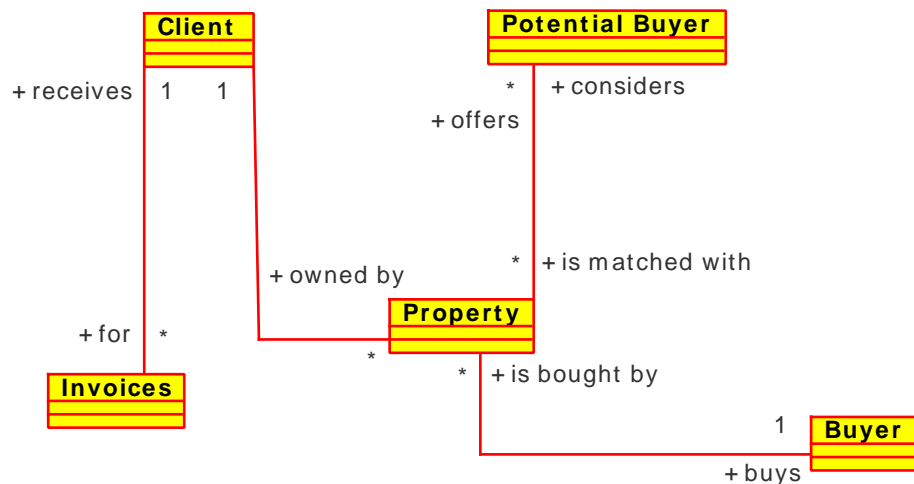 Client
Potential Buyer
+ receives
1
1
*
+ considers
+ offers
+ owned by
*
+ is matched with
Property
+ for
*
*
*
+ is bought by
Invoices
1
Buyer
+ buys